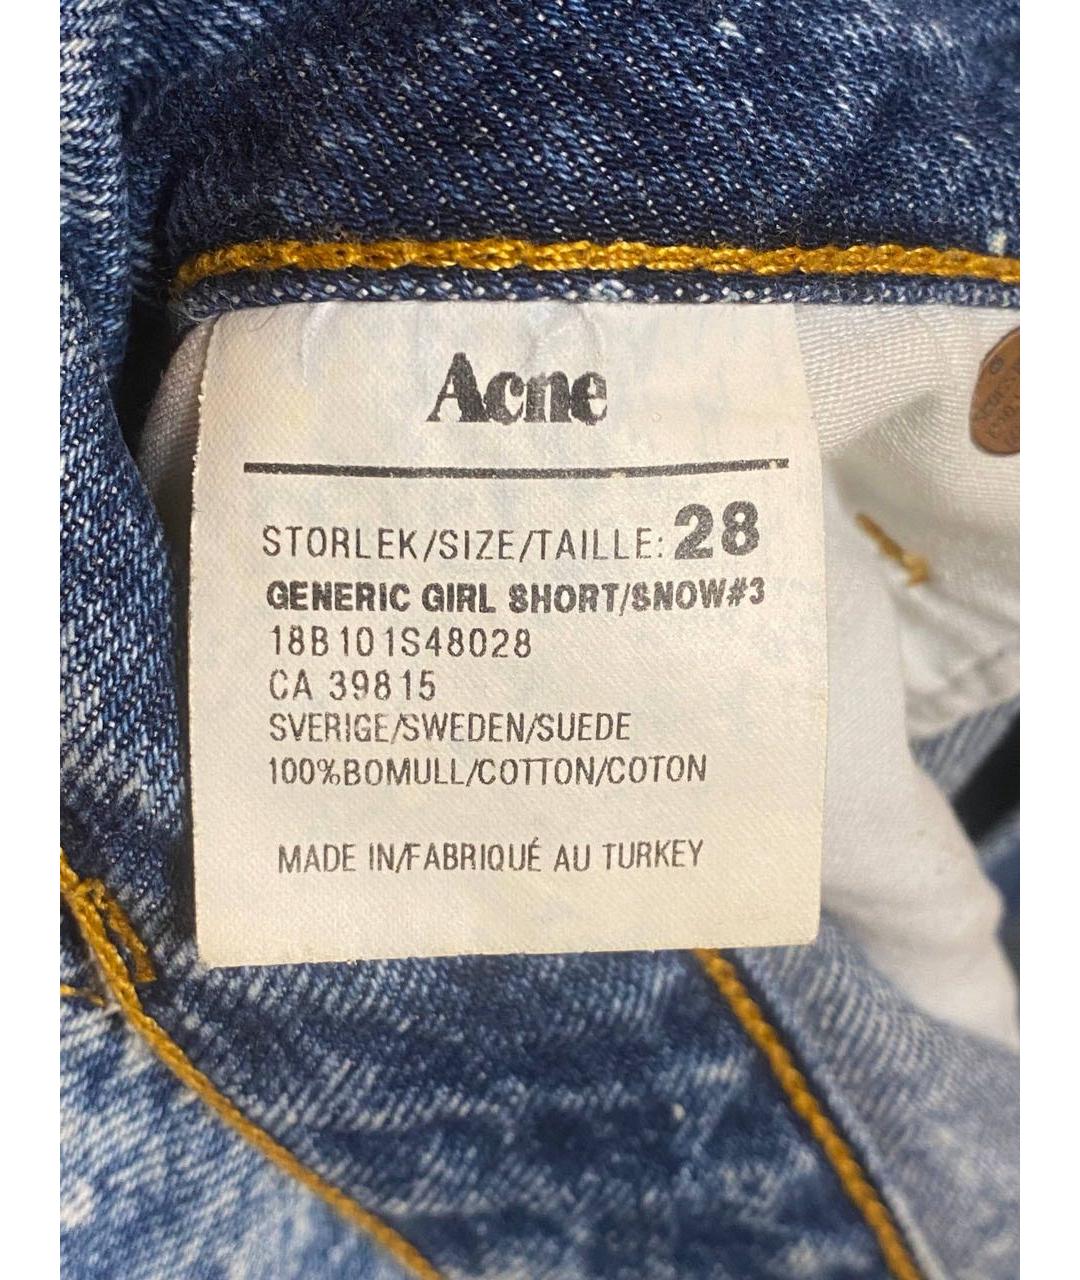 Acne
STORLEK/SIZE/TAILLE: 28
GENERIC GIRL SHORT/SNOW#3
18B101S48028
CA 39815
SVERIGE/SWEDEN/SUEDE
100%BOMULL/COTTON/COTON
MADE IN/FABRIQUÉ AU TURKEY